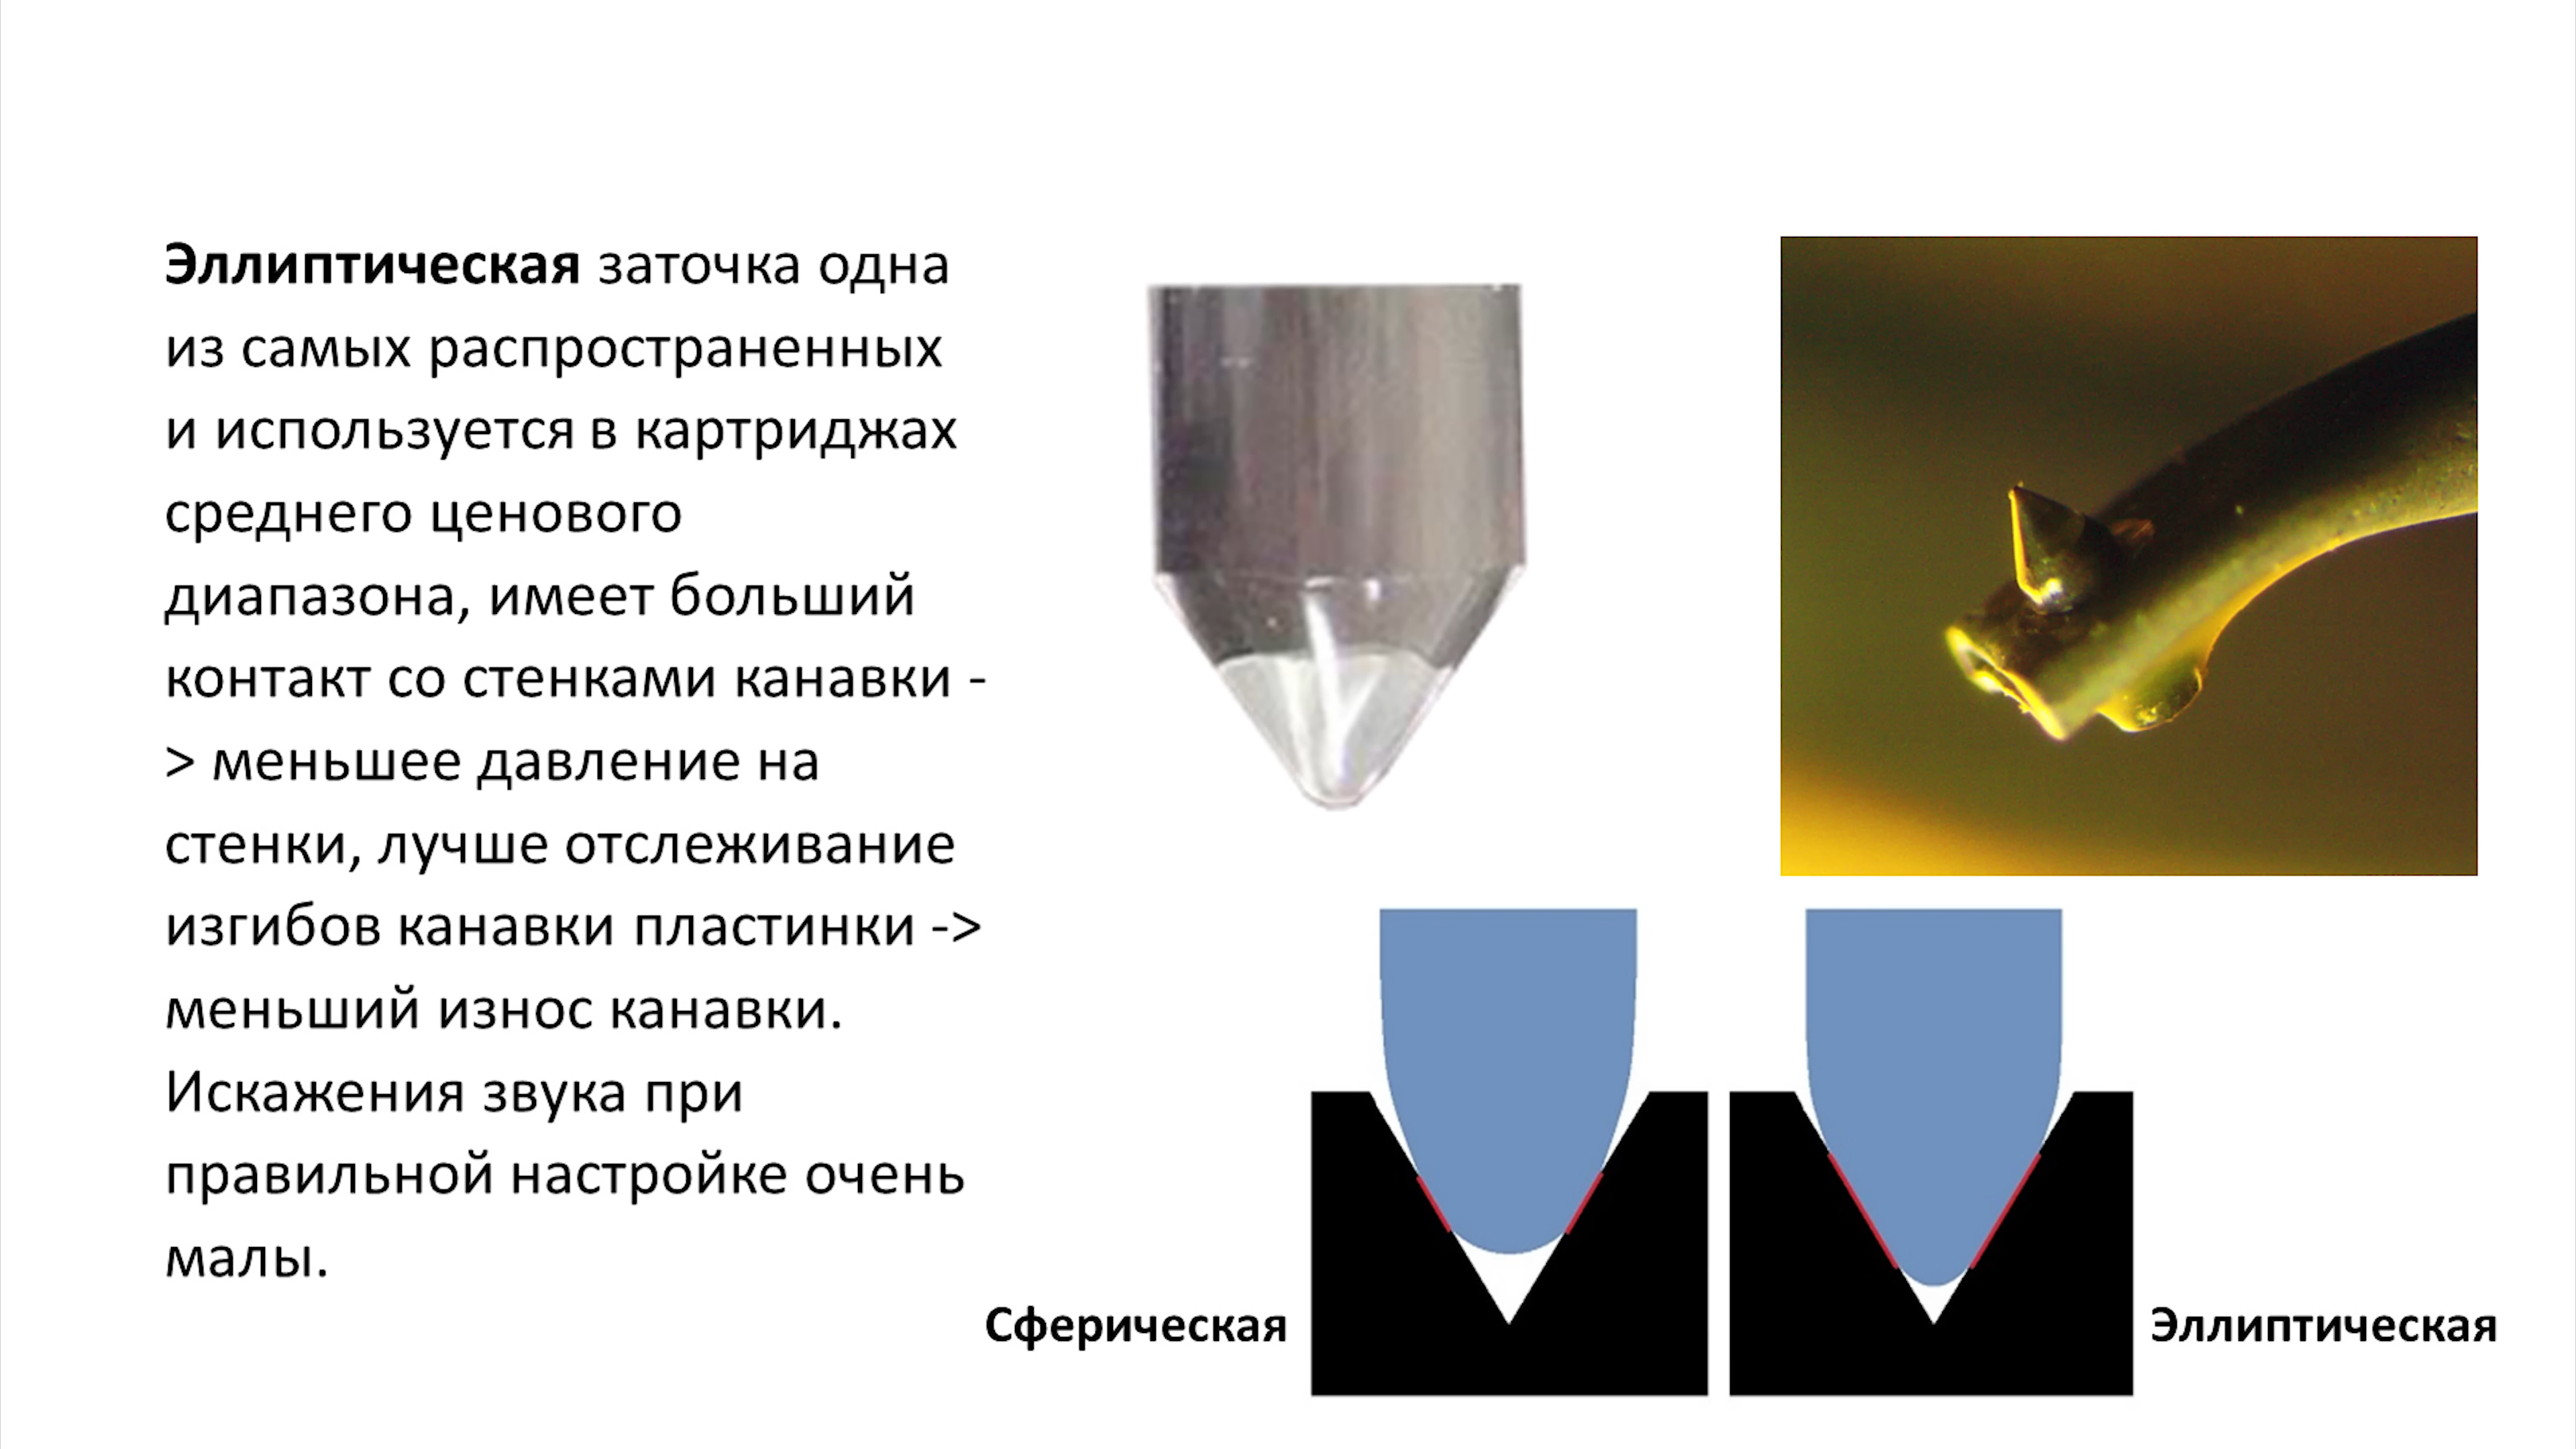 Эллиптическая заточка одна
из самых распространенных
и используется в картриджах
среднего ценового
диапазона, имеет больший
контакт со стенками канавки -
> меньшее давление на
стенки, лучше отслеживание
изгибов канавки пластинки ->
меньший износ канавки.
Искажения звука при
правильной настройке очень
малы.
Сферическая
Эллиптическая